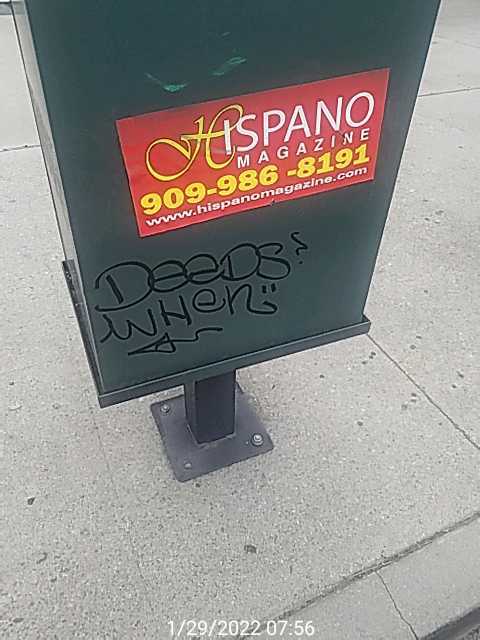 HISPANO
MAGAZINE
909-986-8191
www.hispanomagazine.com
DeeDS?
WHen
1/29/2022 07:56